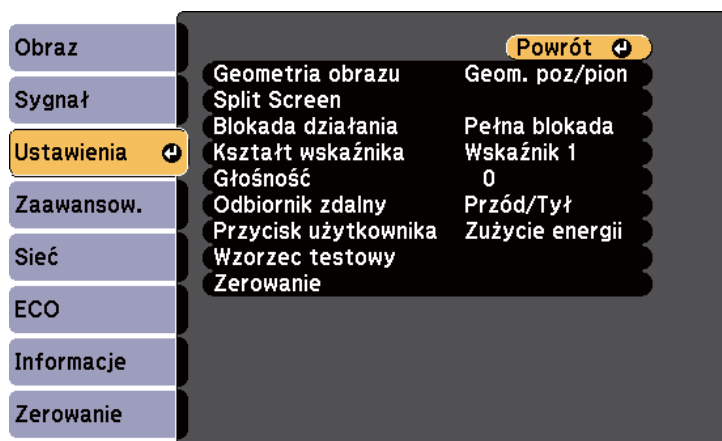 Obraz
Sygnał
Ustawienia
Zaawansow.
Sieć
ECO
Informacje
Zerowanie
Powrót
Geometria obrazu Geom. poz/pion
Split Screen
Blokada działania Pełna blokada
Kształt wskaźnika Wskaźnik 1
Głośność 0
Odbiornik zdalny Przód/Tył
Przycisk użytkownika Zużycie energii
Wzorzec testowy
Zerowanie